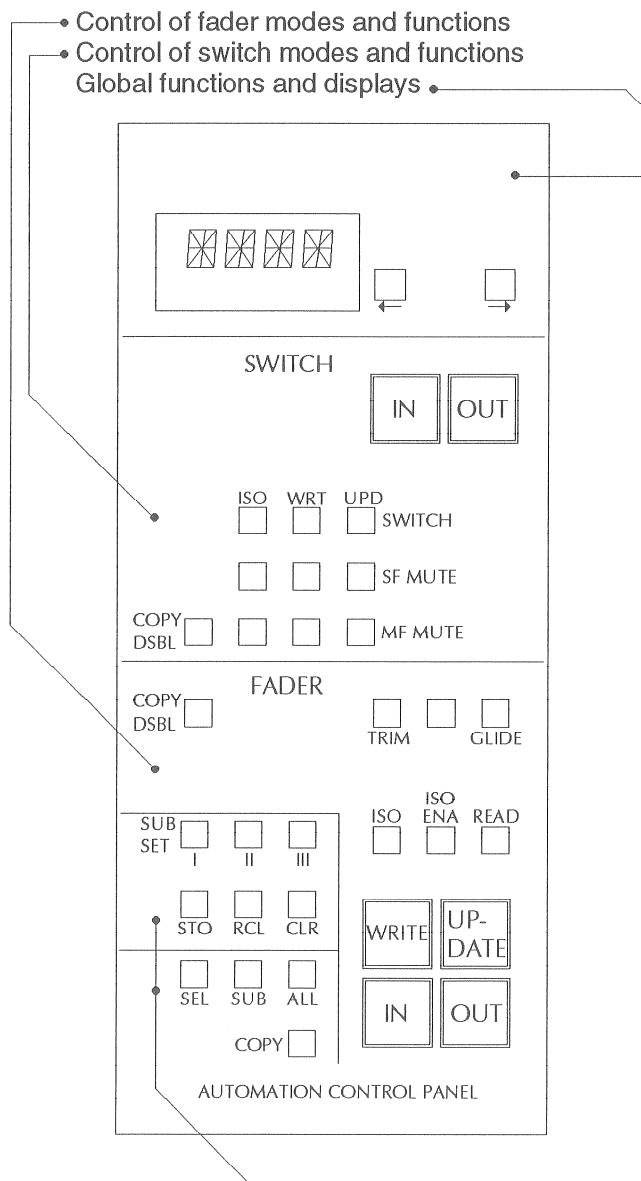 Control of fader modes and functions
Control of switch modes and functions
Global functions and displays
SWITCH
IN OUT
ISO WRT UPD
SWITCH
SF MUTE
COPY
DSBL
MF MUTE
FADER
COPY
DSBL
TRIM GLIDE
SUB
SET
I II III
ISO ISO
ENA READ
STO RCL CLR
WRITE UP-
DATE
SEL SUB ALL
IN OUT
COPY
AUTOMATION CONTROL PANEL